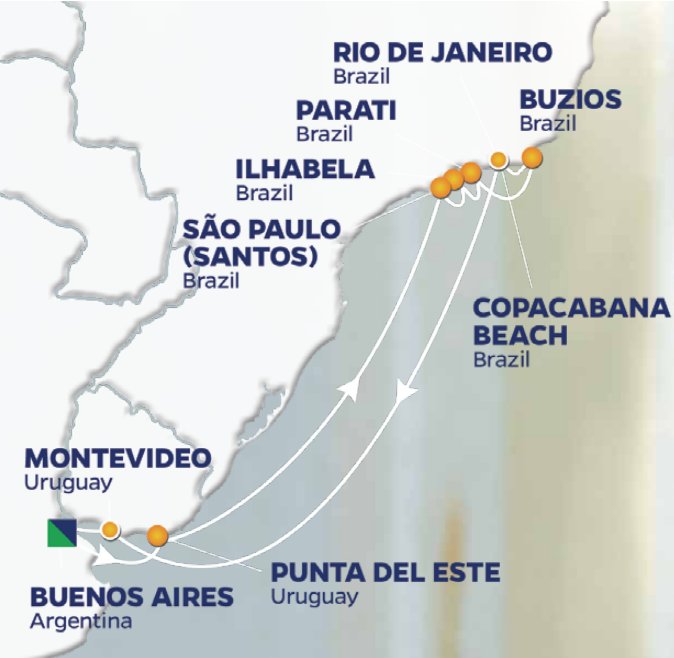 RIO DE JANEIRO
Brazil
BUZIOS
Brazil
PARATI
Brazil
ILHABELA
Brazil
SÃO PAULO
(SANTOS)
Brazil
COPACABANA
BEACH
Brazil
MONTEVIDEO
Uruguay
PUNTA DEL ESTE
Uruguay
BUENOS AIRES
Argentina